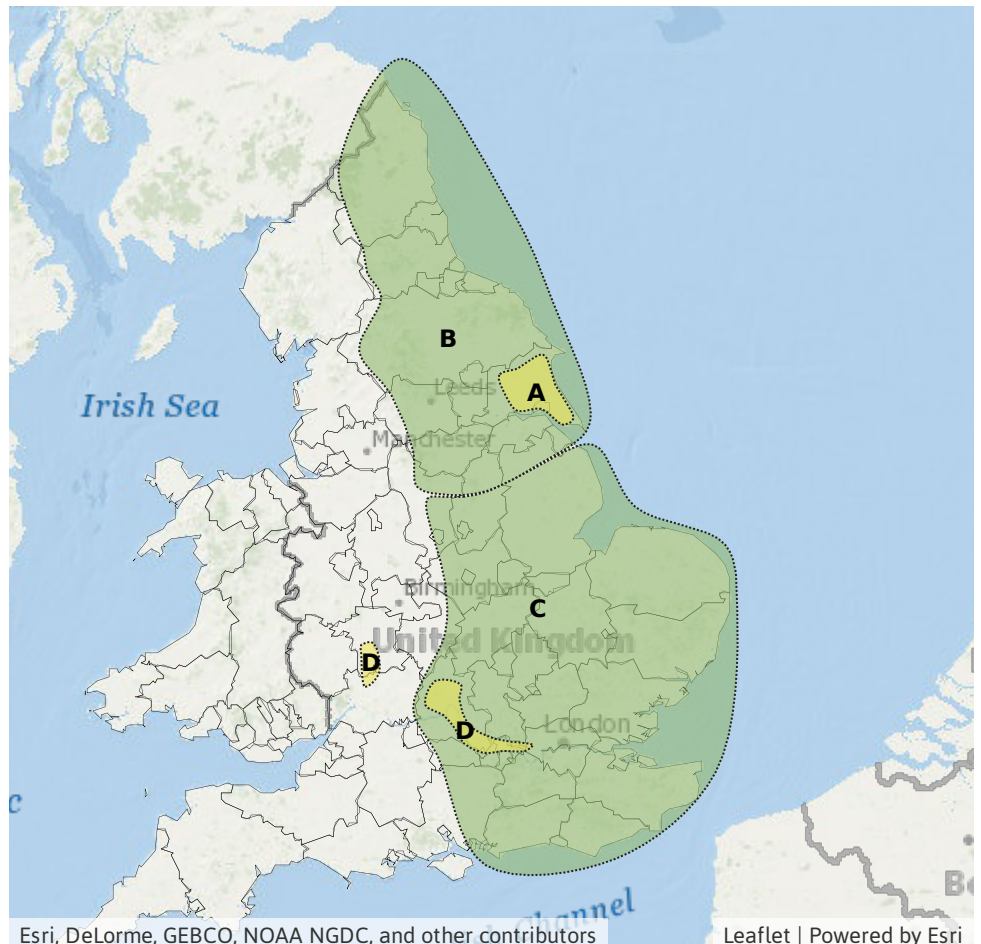 B
Leeds
A
Irish Sea
Manchester
Birmingham
C
United Kingdom
D
D
London
c
Be
Channel
Esri, DeLorme, GEBCO, NOAA NGDC, and other contributors
Leaflet | Powered by Esri